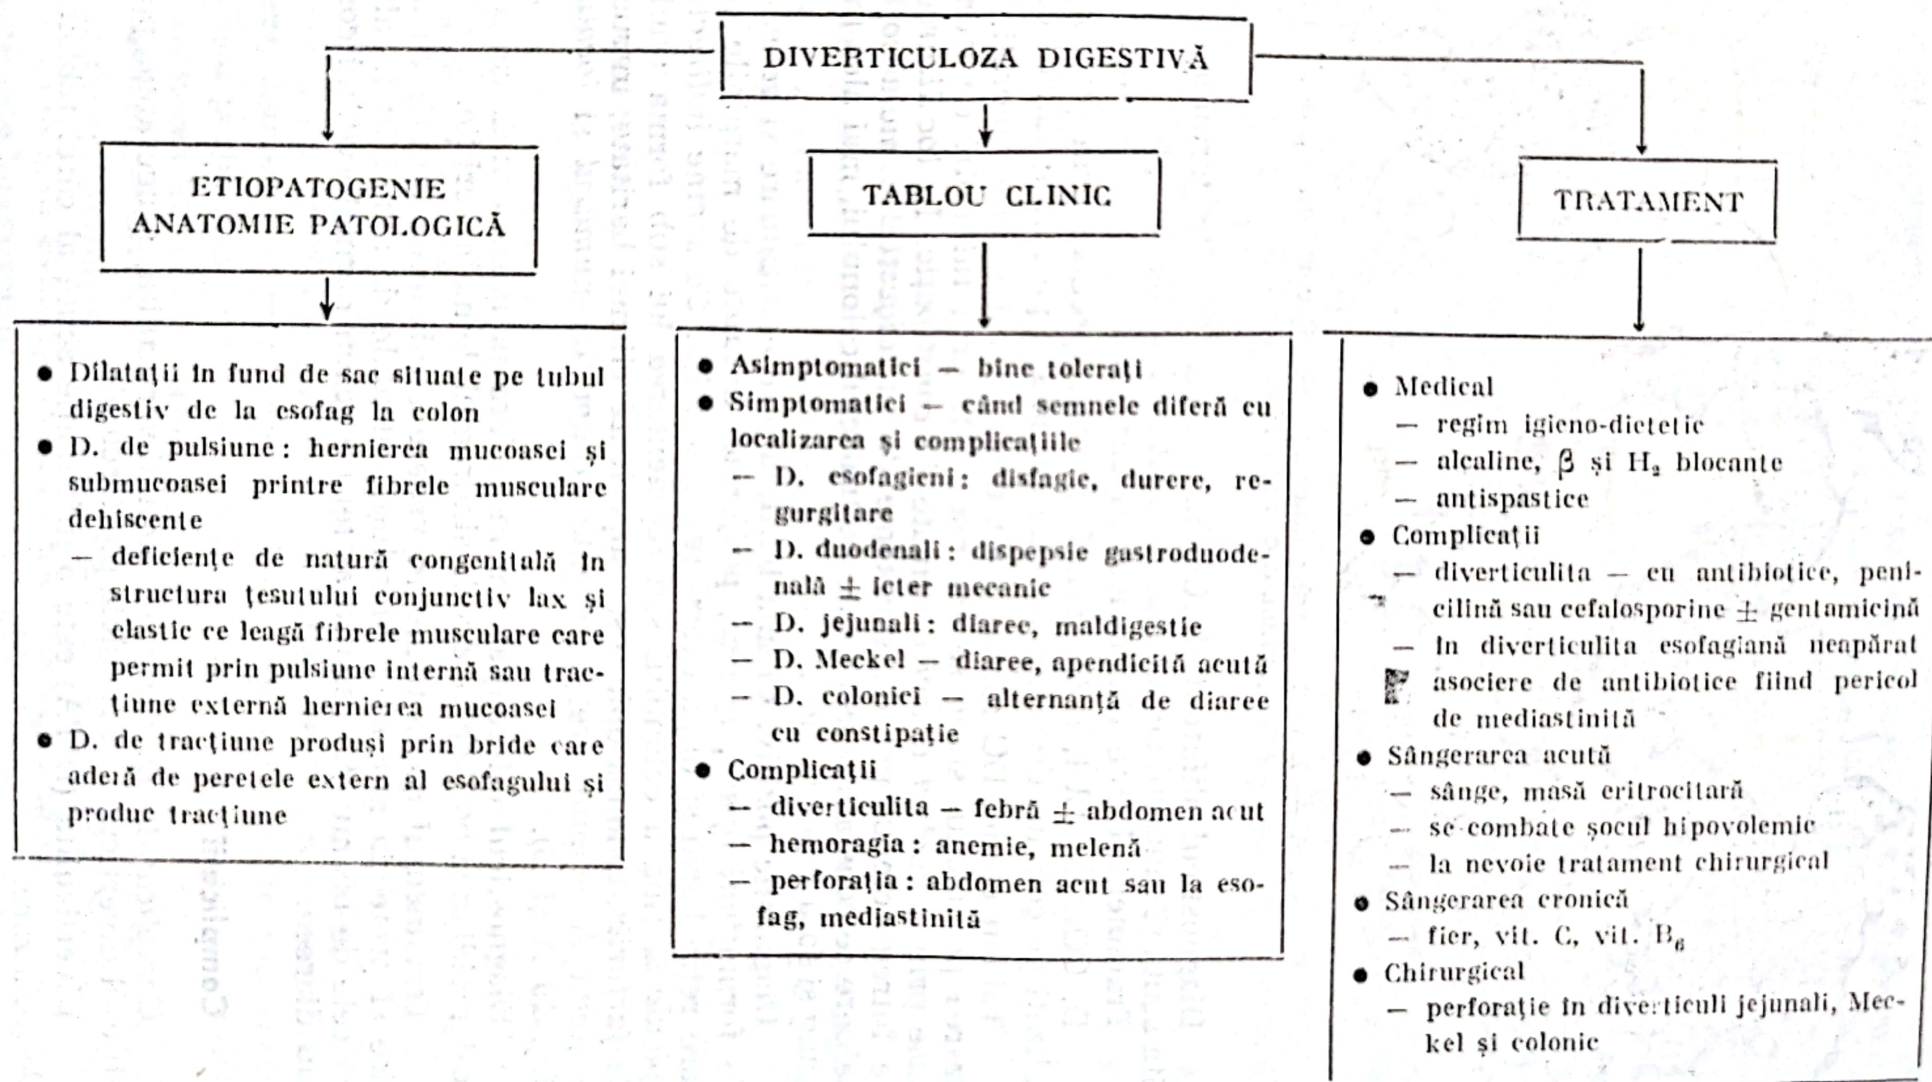 DIVERTICULOZA DIGESTIVĂ
ETIOPATOGENIE
ANATOMIE PATOLOGICĂ
● Dilatații în fund de sac situate pe tubul
digestiv de la esofag la colon
● D. de pulsiune : hernierea mucoasei și
submucoasei printre fibrele musculare
dehiscente
— deficiențe de natură congenitală în
structura țesutului conjunctiv lax și
elastic ce leagă fibrele musculare care
permit prin pulsiune internă sau trac-
țiune externă hernierea mucoasei
● D. de tracțiune produși prin bride care
aderă de peretele extern al esofagului și
produc tracțiune
TABLOU CLINIC
● Asimptomatici — bine tolerați
● Simptomatici — când semnele diferă cu
localizarea și complicațiile
— D. esofagieni : disfagie, durere, re-
gurgitare
— D. duodenali : dispepsie gastroduode-
nală ± icter mecanic
— D. jejunali : diaree, maldigestie
— D. Meckel — diaree, apendicită acută
— D. colonici — alternanță de diaree
cu constipație
● Complicații
— diverticulita — febră ± abdomen acut
— hemoragia : anemie, melenă
— perforația : abdomen acut sau la eso-
fag, mediastinită
TRATAMENT
● Medical
— regim igieno-dietetic
— alcaline, β și H₂ blocante
— antispastice
● Complicații
— diverticulita — cu antibiotice, peni-
cilină sau cefalosporine ± gentamicină
— În diverticulita esofagiană neapărat
asociere de antibiotice fiind pericol
de mediastinită
● Sângerarea acută
— sânge, masă eritrocitară
— se combate șocul hipovolemic
— la nevoie tratament chirurgical
● Sângerarea cronică
— fier, vit. C, vit. B₆
● Chirurgical
— perforație în diverticuli jejunali, Mec-
kel și colonic